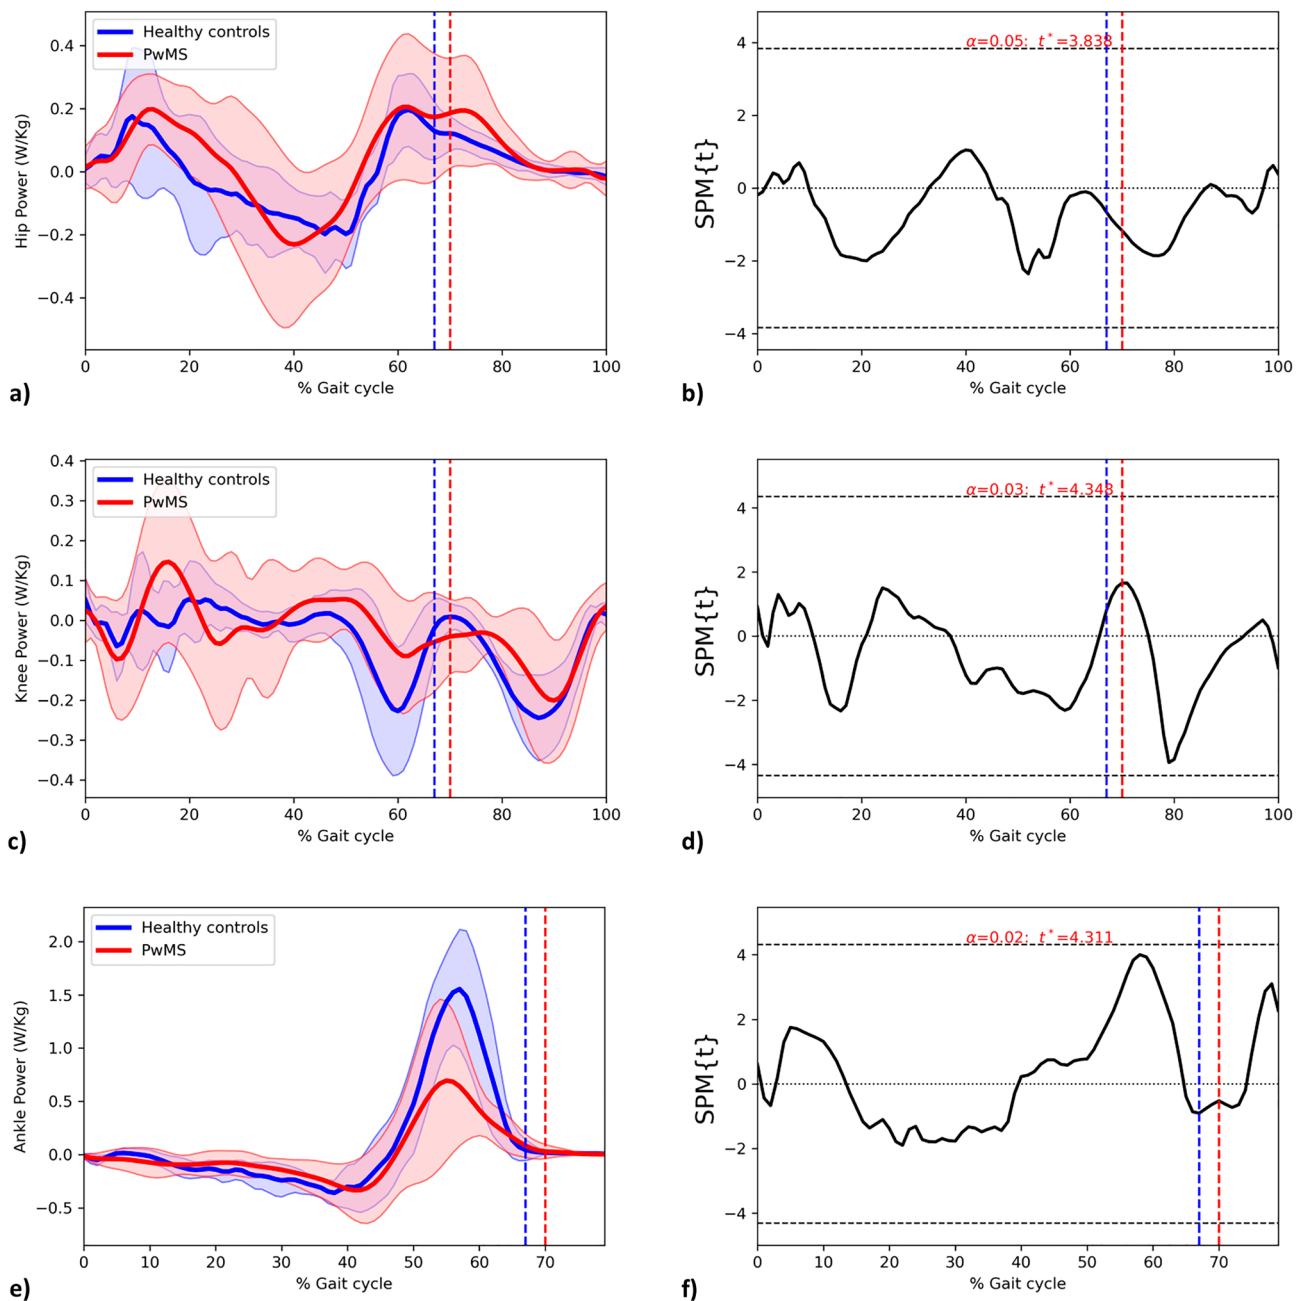 Healthy controls
PwMS
Hip Power (W/Kg)
0.4
0.2
0.0
−0.2
−0.4
0 20 40 60 80 100
% Gait cycle
a)
α=0.05: t*=3.838
SPM{t}
4
2
0
−2
−4
0 20 40 60 80 100
% Gait cycle
b)
Healthy controls
PwMS
Knee Power (W/Kg)
0.4
0.3
0.2
0.1
0.0
−0.1
−0.2
−0.3
−0.4
0 20 40 60 80 100
% Gait cycle
c)
α=0.03: t*=4.348
SPM{t}
4
2
0
−2
−4
0 20 40 60 80 100
% Gait cycle
d)
Healthy controls
PwMS
Ankle Power (W/Kg)
2.0
1.5
1.0
0.5
0.0
−0.5
0 10 20 30 40 50 60 70
% Gait cycle
e)
α=0.02: t*=4.311
SPM{t}
4
2
0
−2
−4
0 10 20 30 40 50 60 70
% Gait cycle
f)